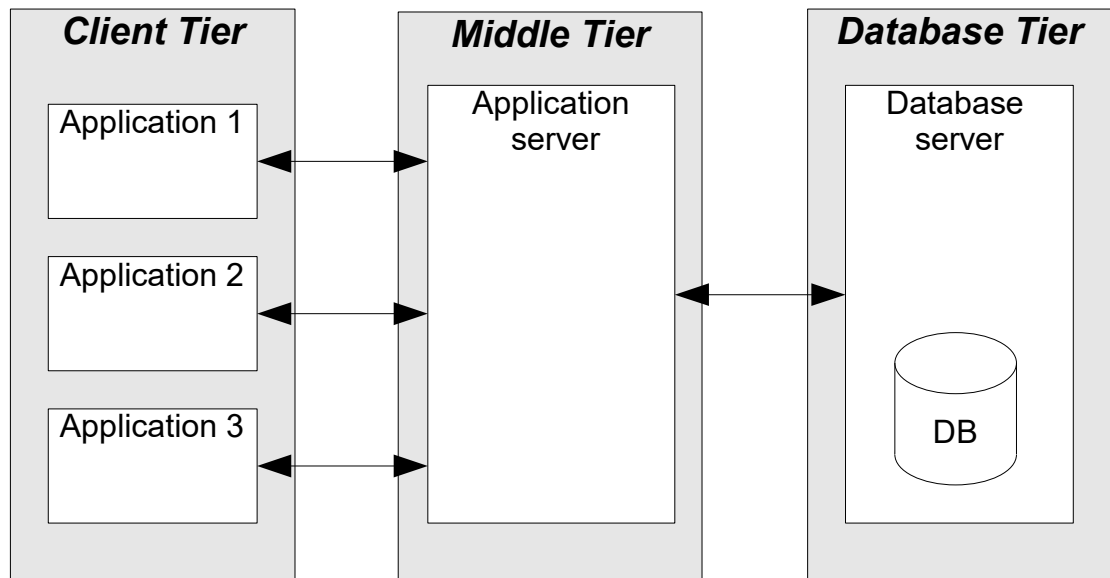 Client Tier
Application 1
Application 2
Application 3
Middle Tier
Application
server
Database Tier
Database
server
DB